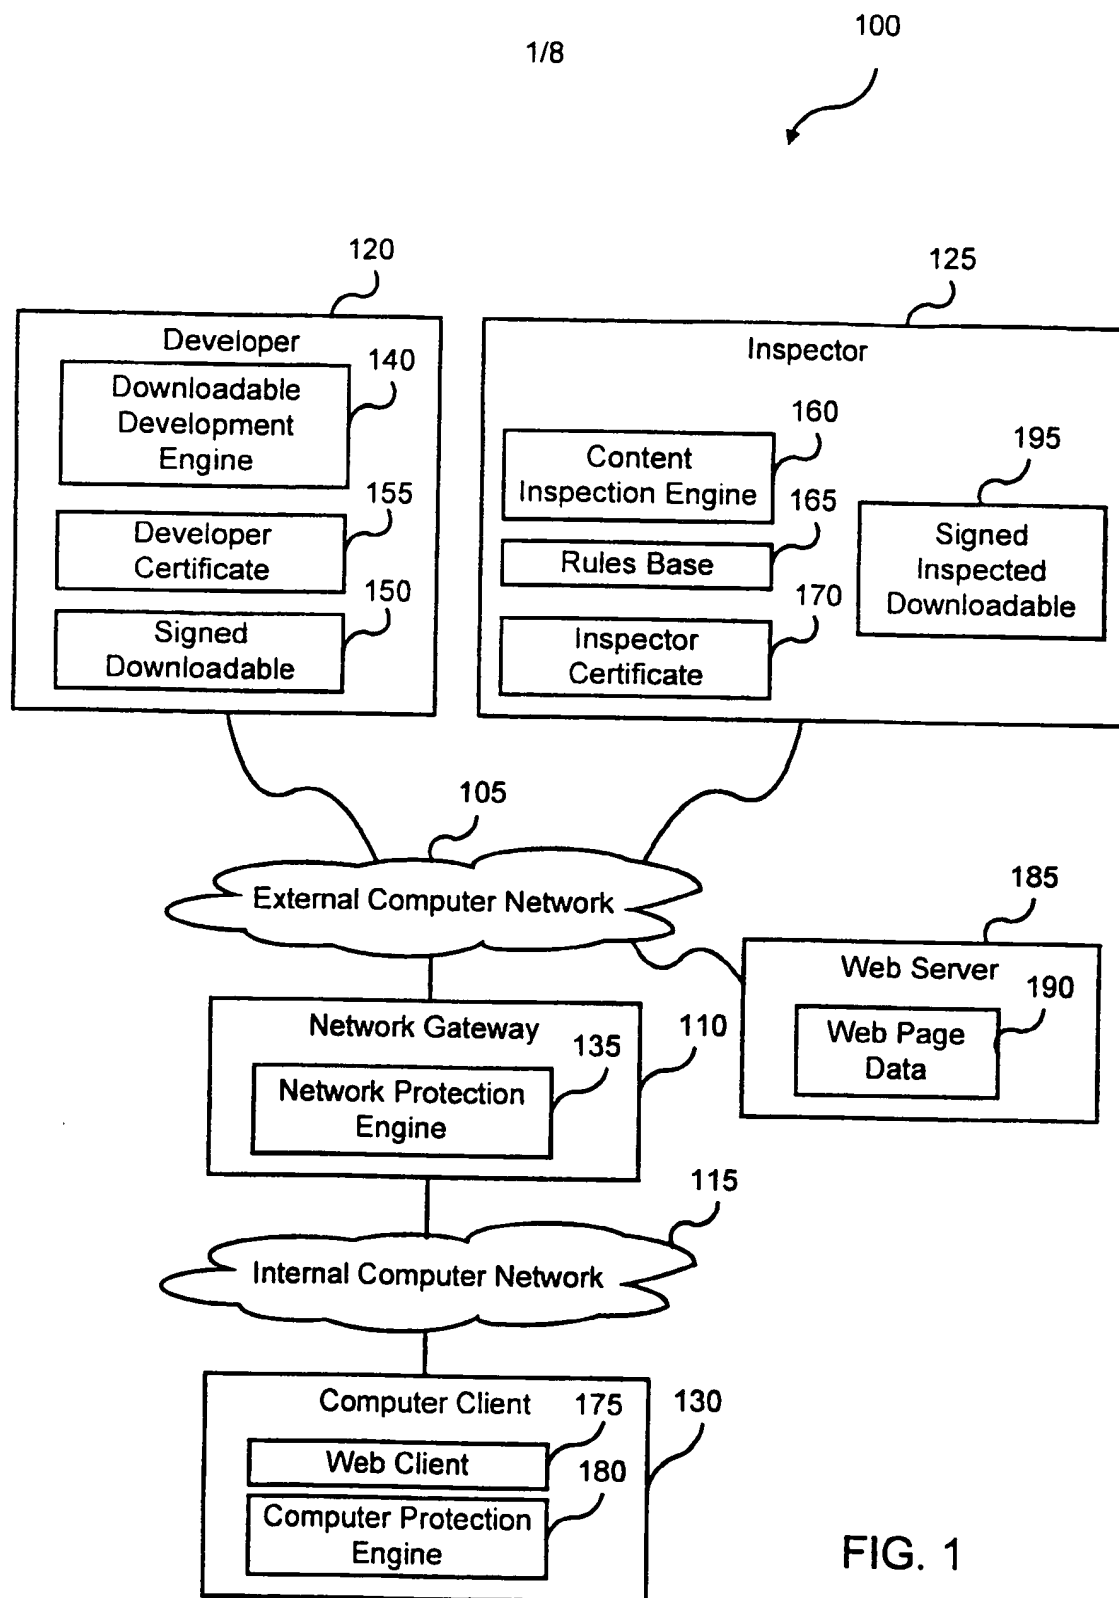 1/8
100
120
125
Developer
Inspector
140
Downloadable
Development
Engine
160
Content
Inspection Engine
195
Signed
Inspected
Downloadable
155
Developer
Certificate
165
Rules Base
150
Signed
Downloadable
170
Inspector
Certificate
105
External Computer Network
185
Web Server
190
Web Page
Data
Network Gateway
110
135
Network Protection
Engine
115
Internal Computer Network
Computer Client
175
130
Web Client
180
Computer Protection
Engine
FIG. 1